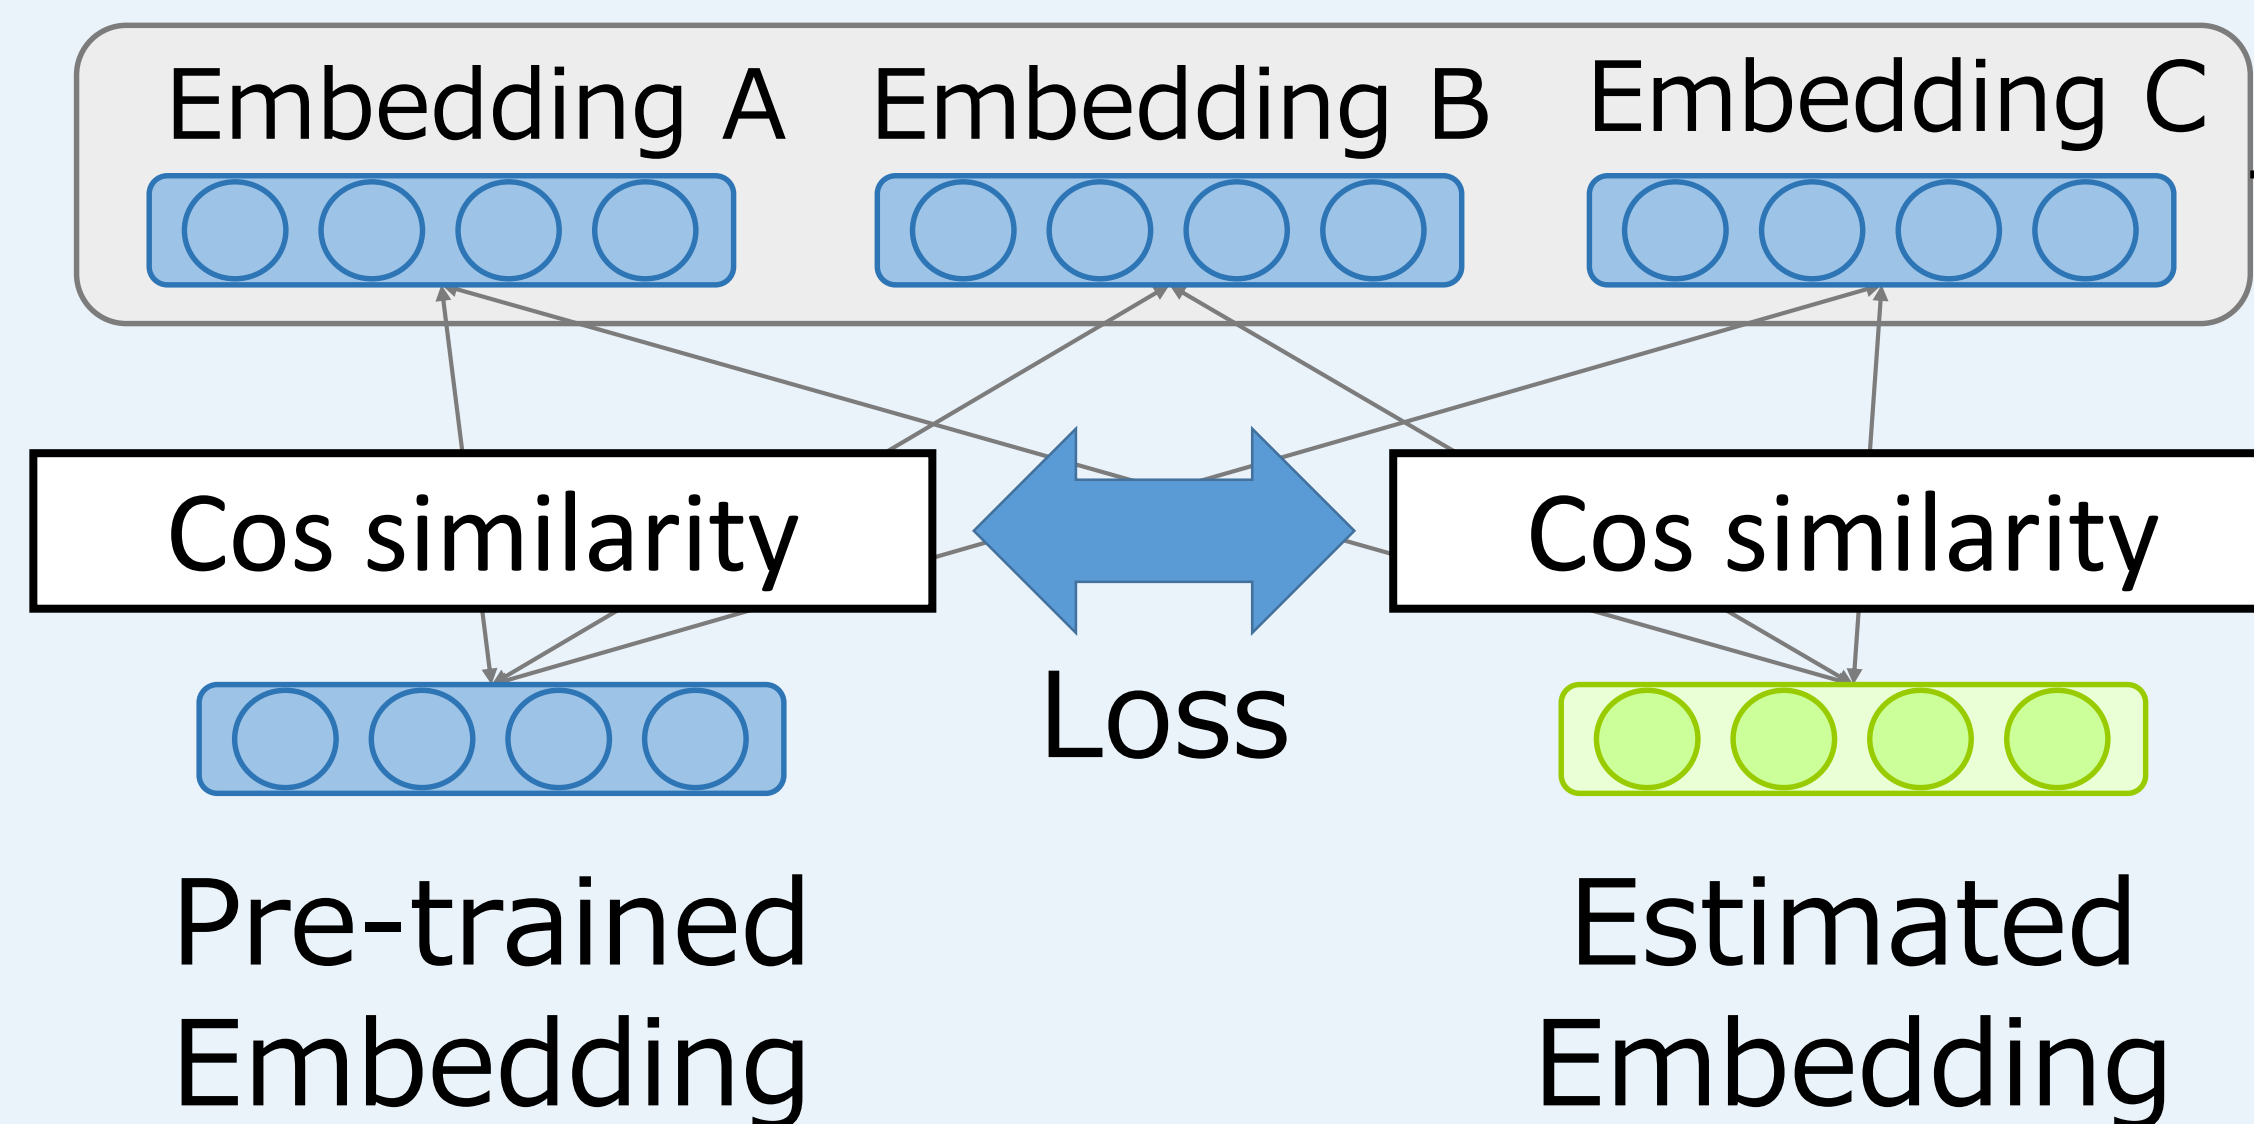 Embedding A
Embedding B
Embedding C
Cos similarity
Cos similarity
Loss
Pre-trained
Embedding
Estimated
Embedding